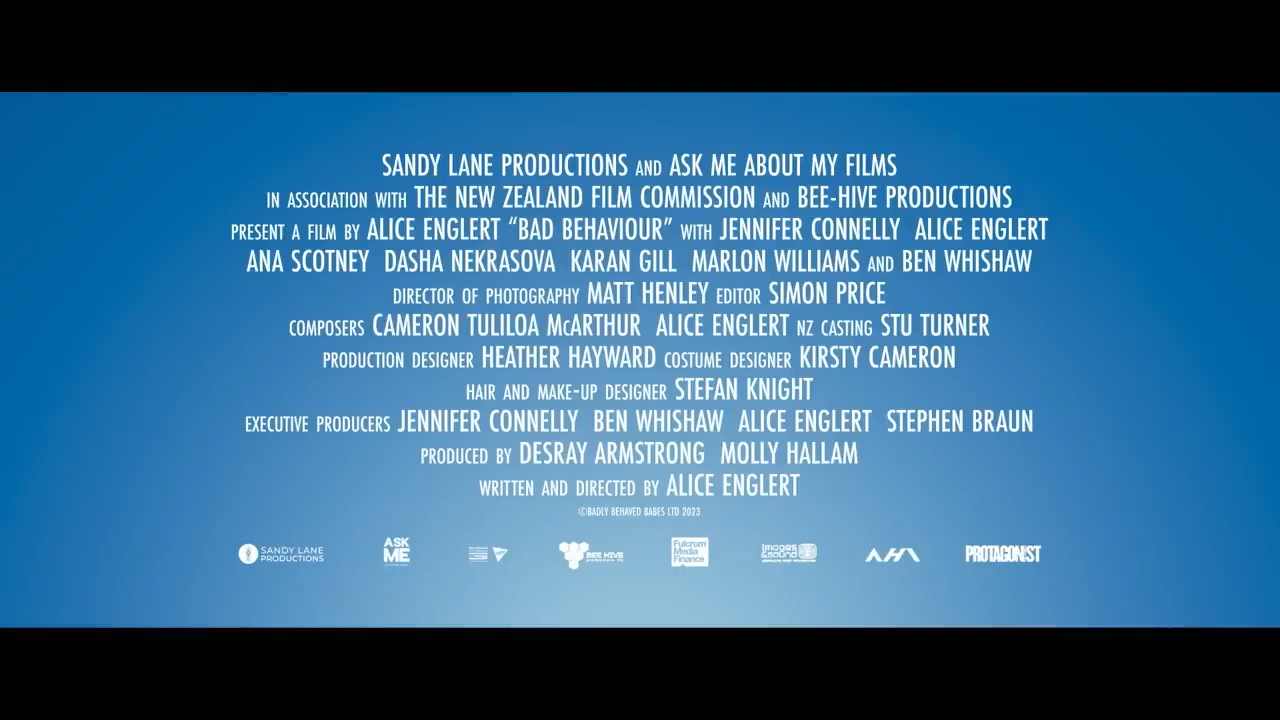 SANDY LANE PRODUCTIONS AND ASK ME ABOUT MY FILMS
IN ASSOCIATION WITH THE NEW ZEALAND FILM COMMISSION AND BEE-HIVE PRODUCTIONS
PRESENT A FILM BY ALICE ENGLERT “BAD BEHAVIOUR” WITH JENNIFER CONNELLY ALICE ENGLERT
ANA SCOTNEY DASHA NEKRASOVA KARAN GILL MARLON WILLIAMS AND BEN WHISHAW
DIRECTOR OF PHOTOGRAPHY MATT HENLEY EDITOR SIMON PRICE
COMPOSERS CAMERON TULILOA McARTHUR ALICE ENGLERT NZ CASTING STU TURNER
PRODUCTION DESIGNER HEATHER HAYWARD COSTUME DESIGNER KIRSTY CAMERON
HAIR AND MAKE-UP DESIGNER STEFAN KNIGHT
EXECUTIVE PRODUCERS JENNIFER CONNELLY BEN WHISHAW ALICE ENGLERT STEPHEN BRAUN
PRODUCED BY DESRAY ARMSTRONG MOLLY HALLAM
WRITTEN AND DIRECTED BY ALICE ENGLERT
©BADLY BEHAVED BABES LTD 2023
SANDY LANE
PRODUCTIONS
ASK
ME
BEE HIVE
productions
Fulcrum
Media
Finance
Images
&Sound
AHI
PROTAGONIST